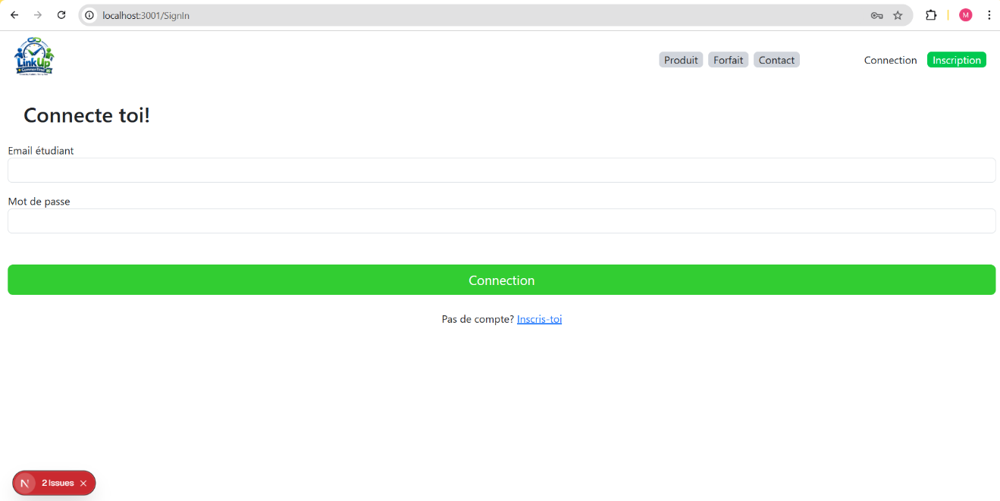 localhost:3001/SignIn
M
LinkUp
Produit
Forfait
Contact
Connection
Inscription
Connecte toi!
Email étudiant
Mot de passe
Connection
Pas de compte? Inscris-toi
N
2 Issues